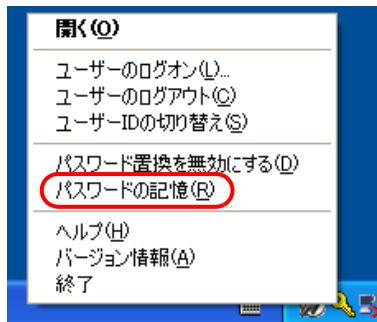 開く(O)
ユーザーのログオン(L)...
ユーザーのログアウト(C)
ユーザーIDの切り替え(S)
パスワード置換を無効にする(D)
パスワードの記憶(R)
ヘルプ(H)
バージョン情報(A)
終了